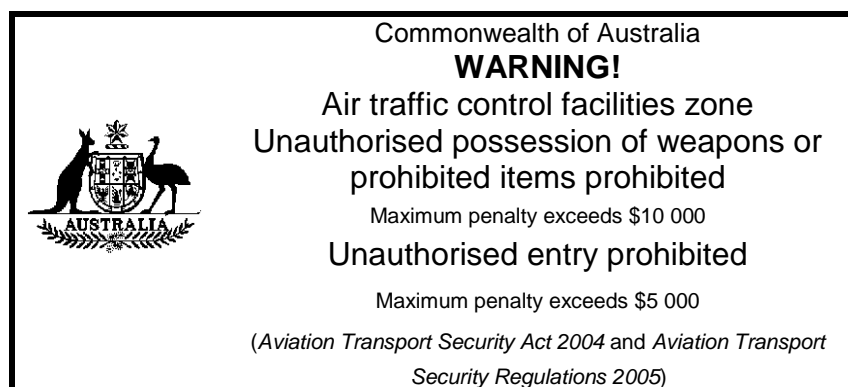 Commonwealth of Australia
WARNING!
Air traffic control facilities zone
Unauthorised possession of weapons or
prohibited items prohibited
Maximum penalty exceeds $10 000
AUSTRALIA
Unauthorised entry prohibited
Maximum penalty exceeds $5 000
(Aviation Transport Security Act 2004 and Aviation Transport
Security Regulations 2005)